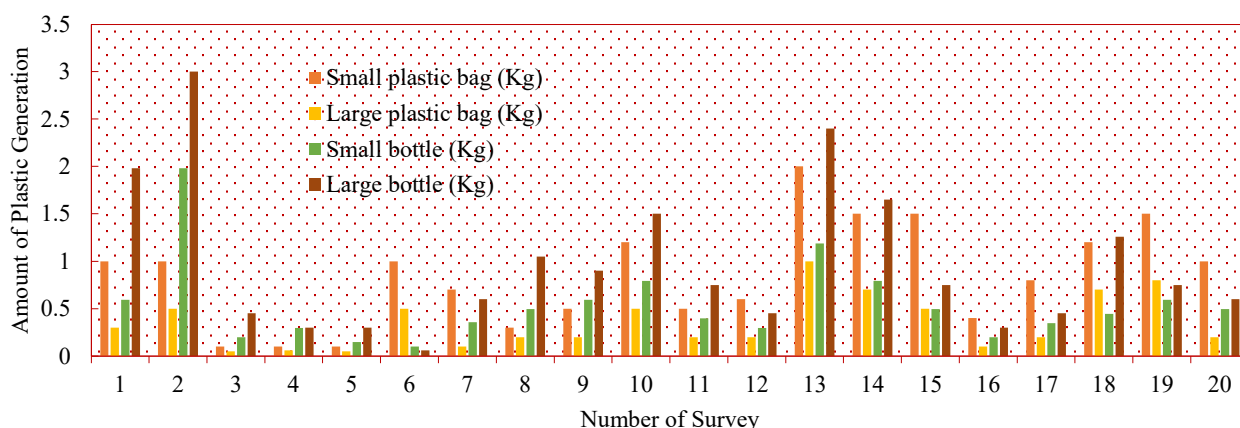 3.5
3
2.5
2
1.5
1
0.5
0
Amount of Plastic Generation
Small plastic bag (Kg)
Large plastic bag (Kg)
Small bottle (Kg)
Large bottle (Kg)
1 2 3 4 5 6 7 8 9 10 11 12 13 14 15 16 17 18 19 20
Number of Survey